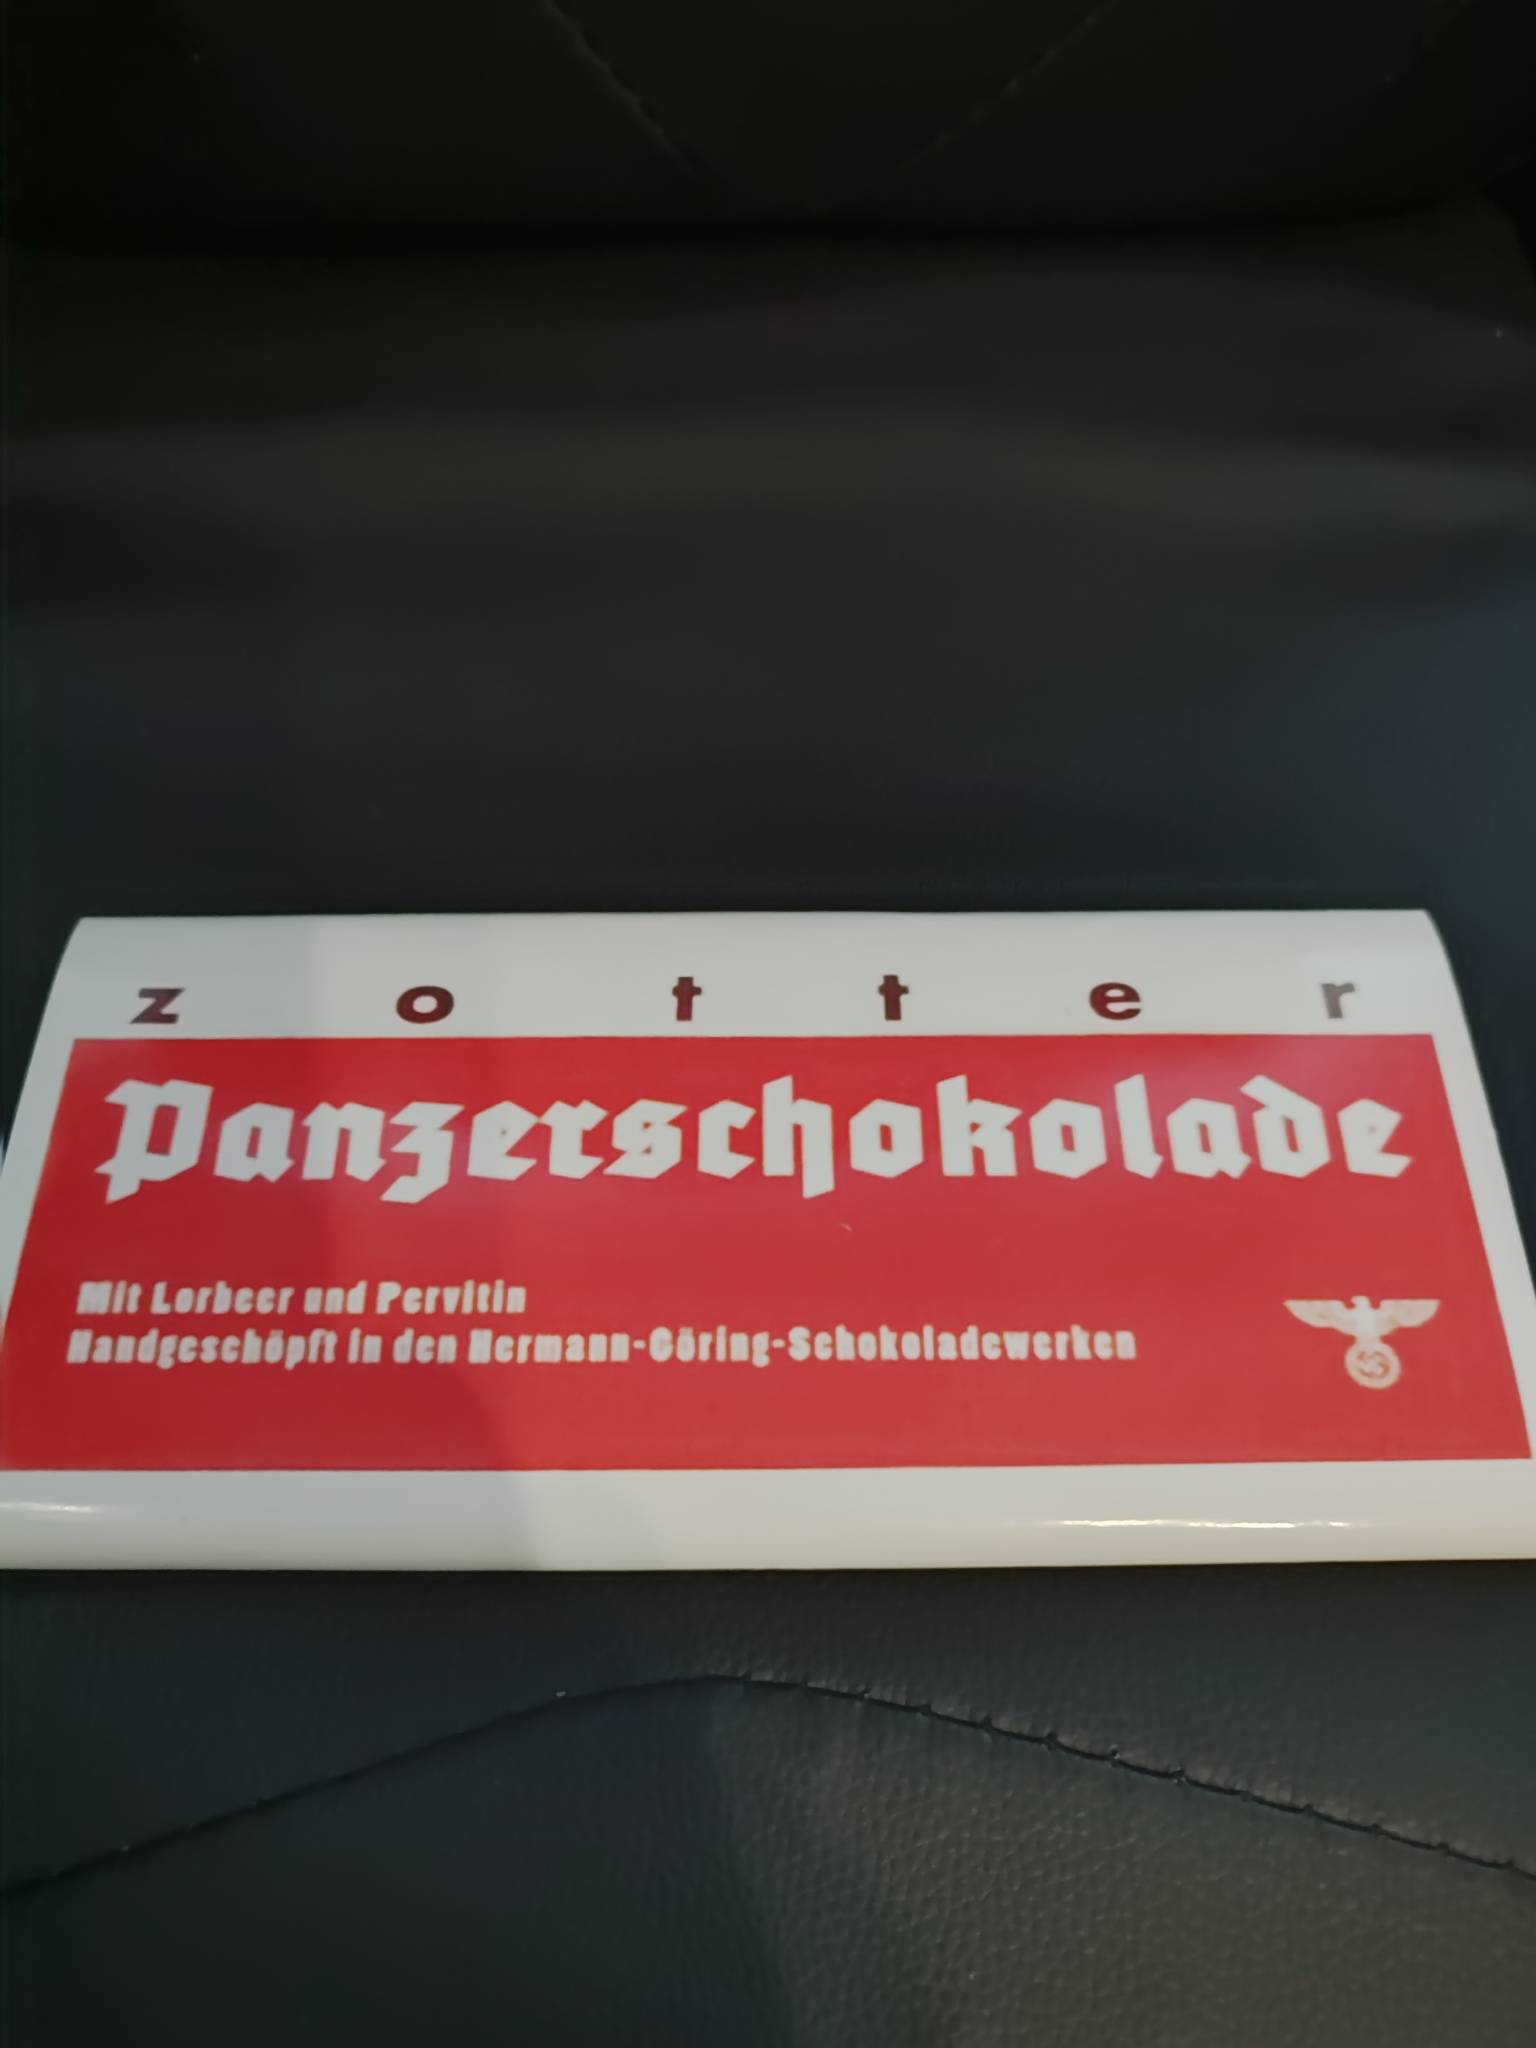 zotter
Panzerschokolade
Mit Lorbeer und Pervitin
Handgeschöpft in den Hermann-Göring-Schokoladewerken